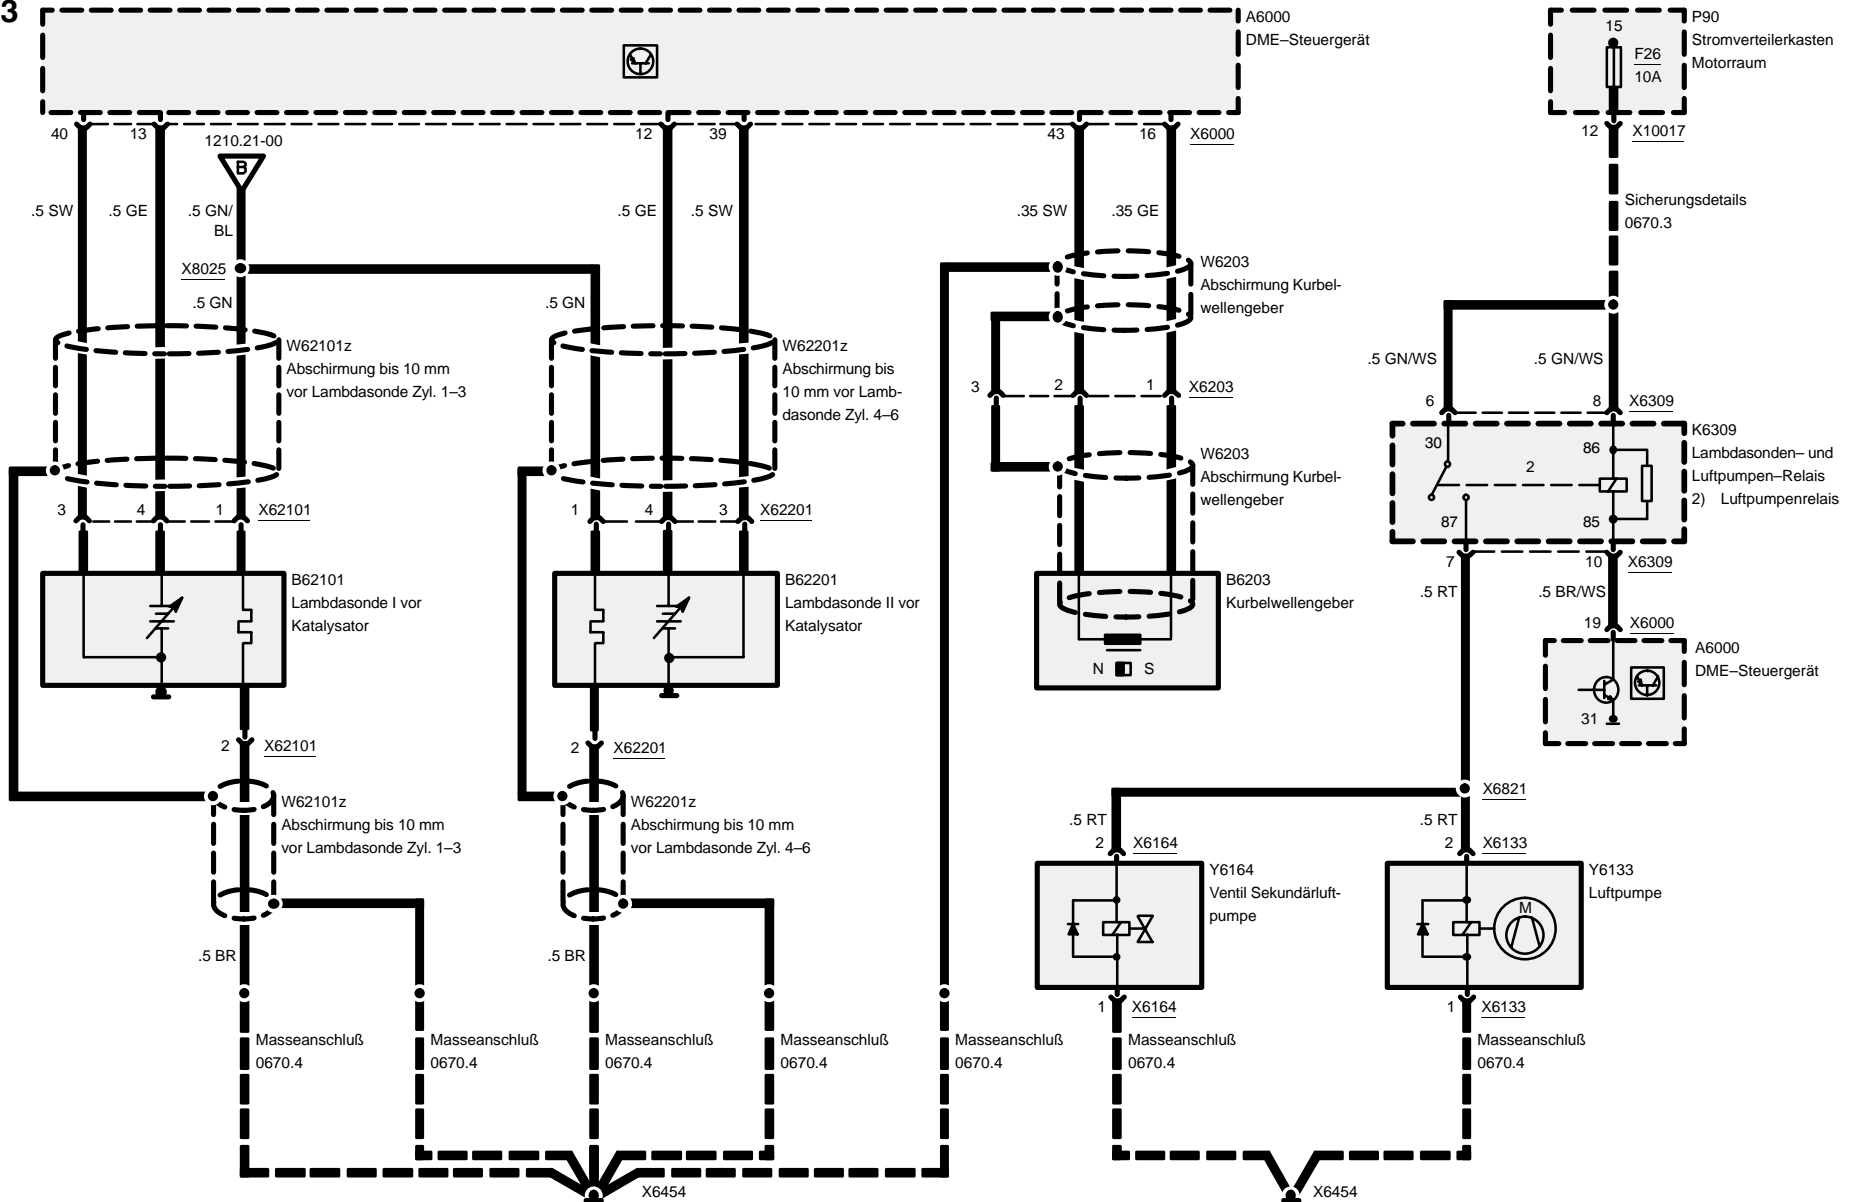 3
A6000
DME–Steuergerät
P90
Stromverteilerkasten
Motorraum
15
F26
10A
40
13
12
39
43
16
X6000
12
X10017
1210.21-00
B
.5 SW
.5 GE
.5 GN/
BL
.5 GE
.5 SW
.35 SW
.35 GE
Sicherungsdetails
0670.3
X8025
.5 GN
.5 GN
W6203
Abschirmung Kurbel-
wellengeber
W62101z
Abschirmung bis 10 mm
vor Lambdasonde Zyl. 1–3
W62201z
Abschirmung bis
10 mm vor Lamb-
dasonde Zyl. 4–6
.5 GN/WS
.5 GN/WS
3
2
1
X6203
6
8
X6309
K6309
Lambdasonden– und
Luftpumpen–Relais
2) Luftpumpenrelais
30
86
2
87
85
W6203
Abschirmung Kurbel-
wellengeber
3
4
1
X62101
1
4
3
X62201
7
10
X6309
.5 RT
.5 BR/WS
B62101
Lambdasonde I vor
Katalysator
B62201
Lambdasonde II vor
Katalysator
B6203
Kurbelwellengeber
N
S
19
X6000
A6000
DME–Steuergerät
31
2
X62101
2
X62201
W62101z
Abschirmung bis 10 mm
vor Lambdasonde Zyl. 1–3
W62201z
Abschirmung bis 10 mm
vor Lambdasonde Zyl. 4–6
X6821
.5 RT
.5 RT
2
X6164
2
X6133
Y6164
Ventil Sekundärluft-
pumpe
Y6133
Luftpumpe
M
.5 BR
.5 BR
1
X6164
1
X6133
Masseanschluß
0670.4
Masseanschluß
0670.4
Masseanschluß
0670.4
Masseanschluß
0670.4
Masseanschluß
0670.4
Masseanschluß
0670.4
Masseanschluß
0670.4
X6454
X6454